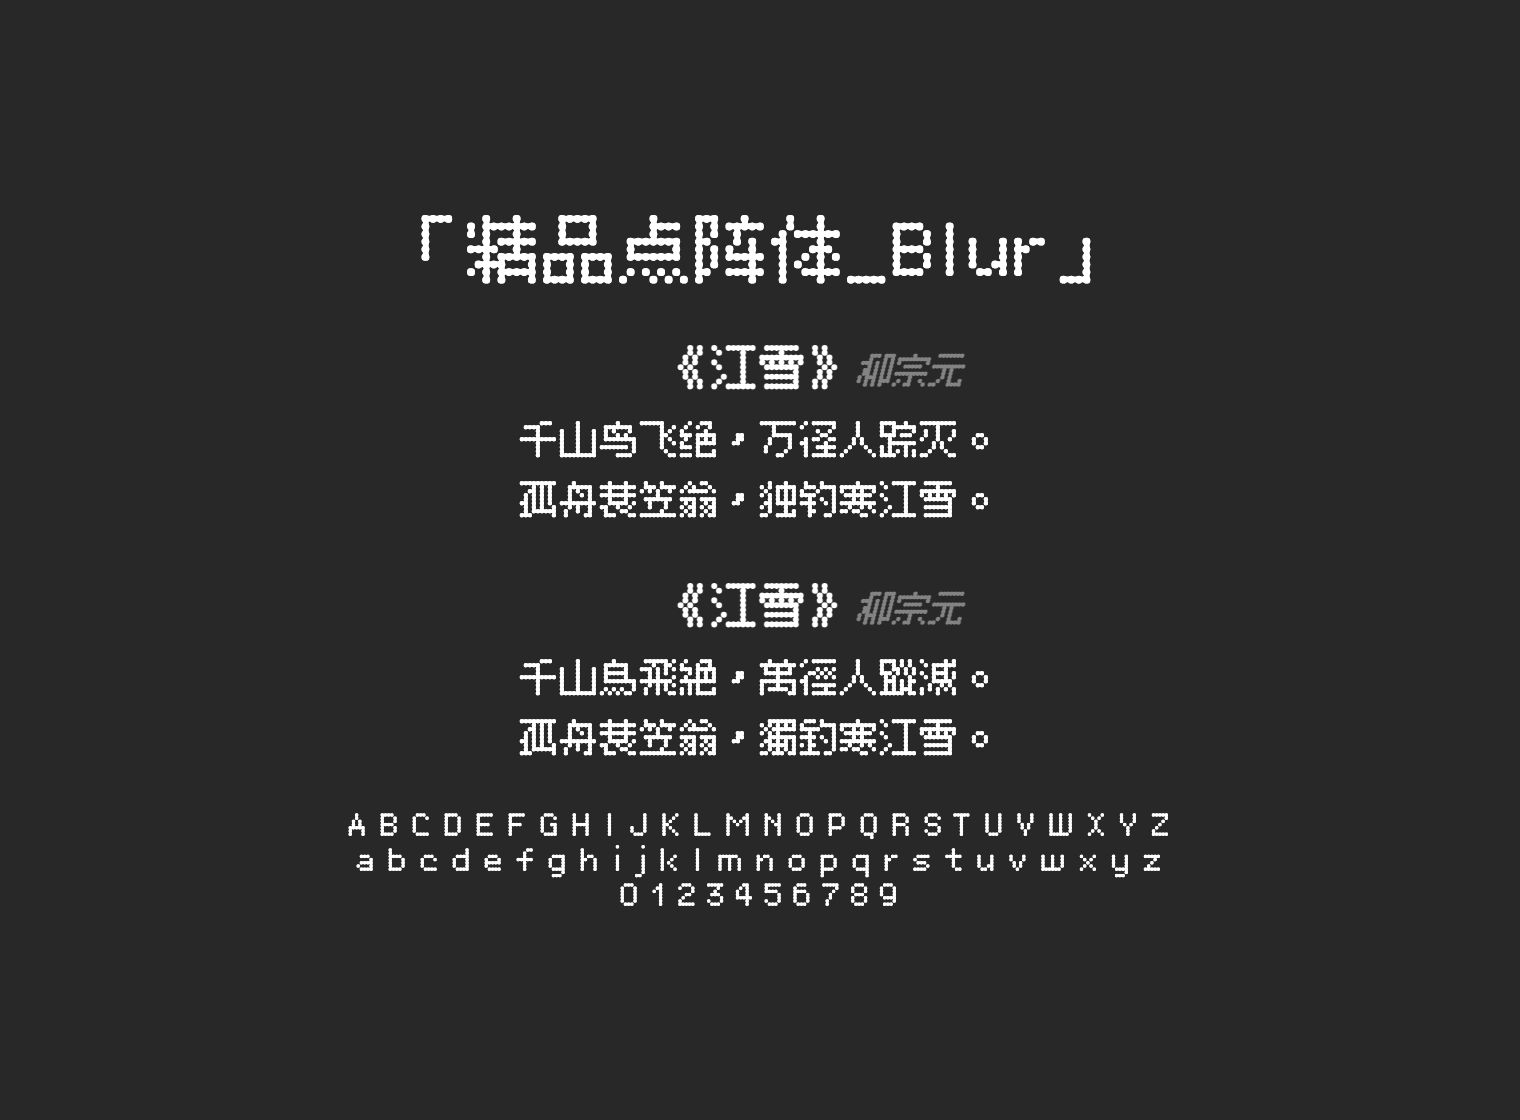 「精品点阵体_Blur」
《江雪》 柳宗元
千山鸟飞绝，万径人踪灭。
孤舟蓑笠翁，独钓寒江雪。
《江雪》 柳宗元
千山鳥飛絕，萬徑人蹤滅。
孤舟蓑笠翁，獨釣寒江雪。
A B C D E F G H I J K L M N O P Q R S T U V W X Y Z
a b c d e f g h i j k l m n o p q r s t u v w x y z
0 1 2 3 4 5 6 7 8 9